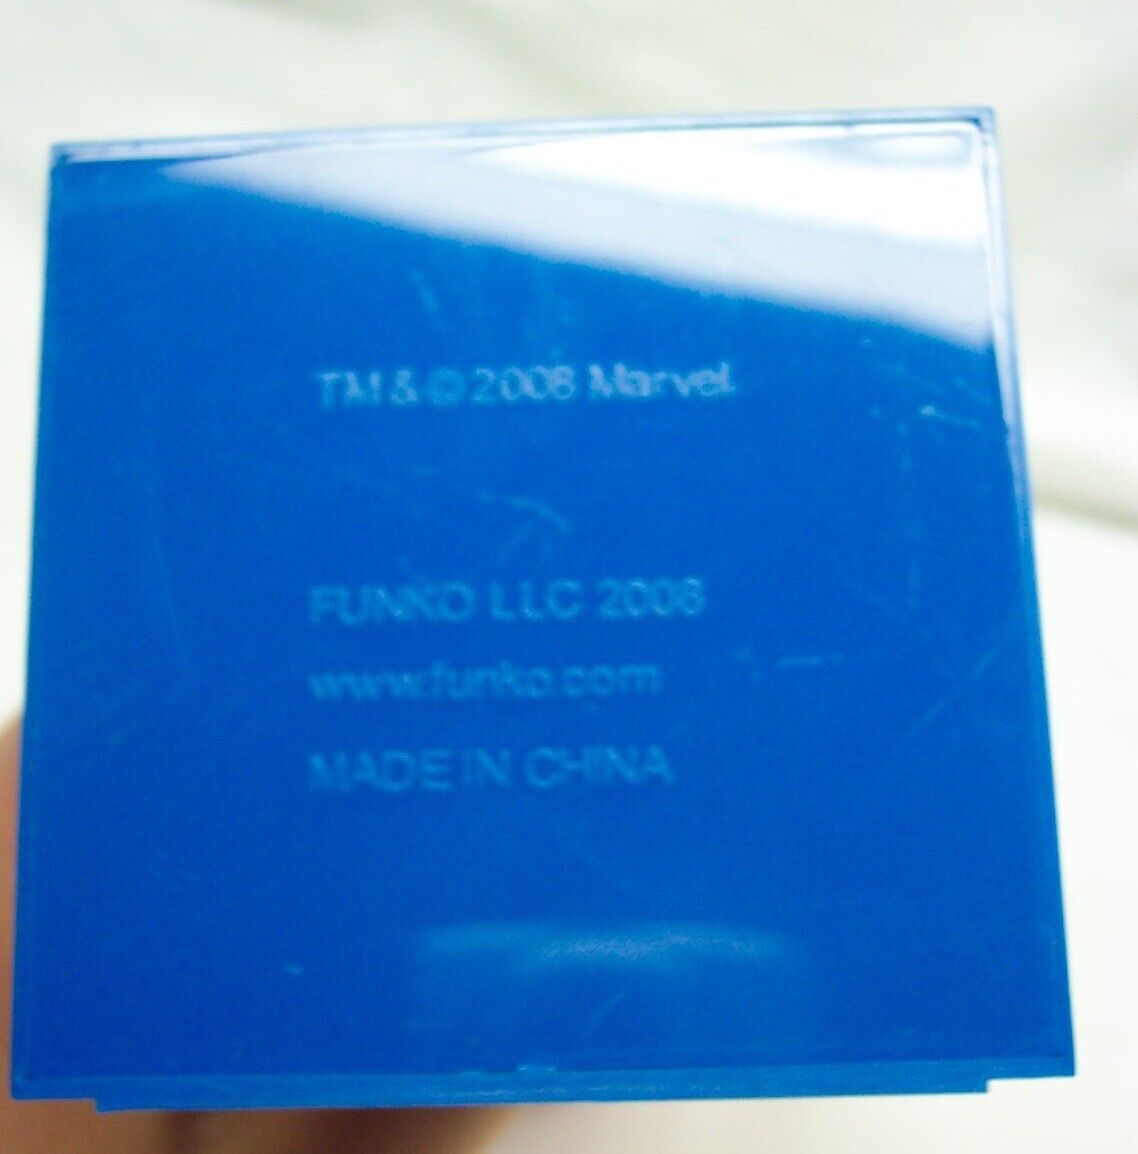 TM & © 2008 Marvel.
FUNKO LLC 2008
www.funko.com
MADE IN CHINA